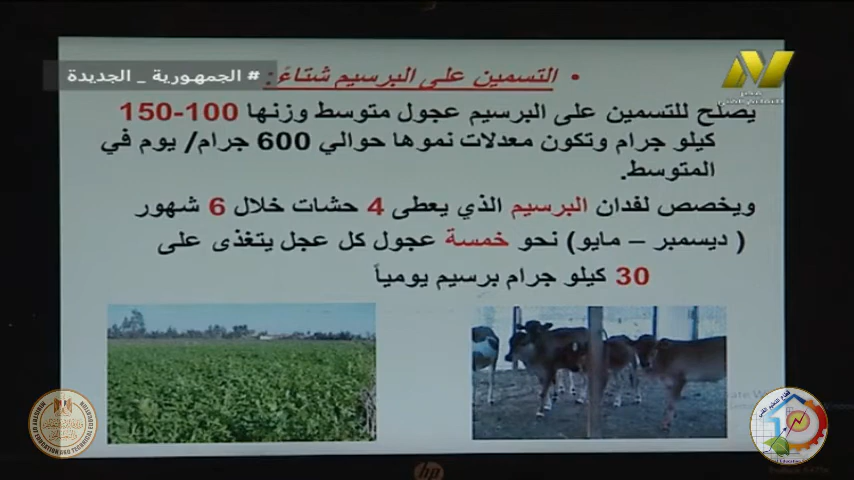 # الجمهورية _ الجديدة
• التسمين على البرسيم شتاءً:
يصلح للتسمين على البرسيم عجول متوسط وزنها 100-150
كيلو جرام وتكون معدلات نموها حوالي 600 جرام/ يوم في
المتوسط.
ويخصص لفدان البرسيم الذي يعطى 4 حشات خلال 6 شهور
( ديسمبر – مايو) نحو خمسة عجول كل عجل يتغذى على
30 كيلو جرام برسيم يومياً
hp